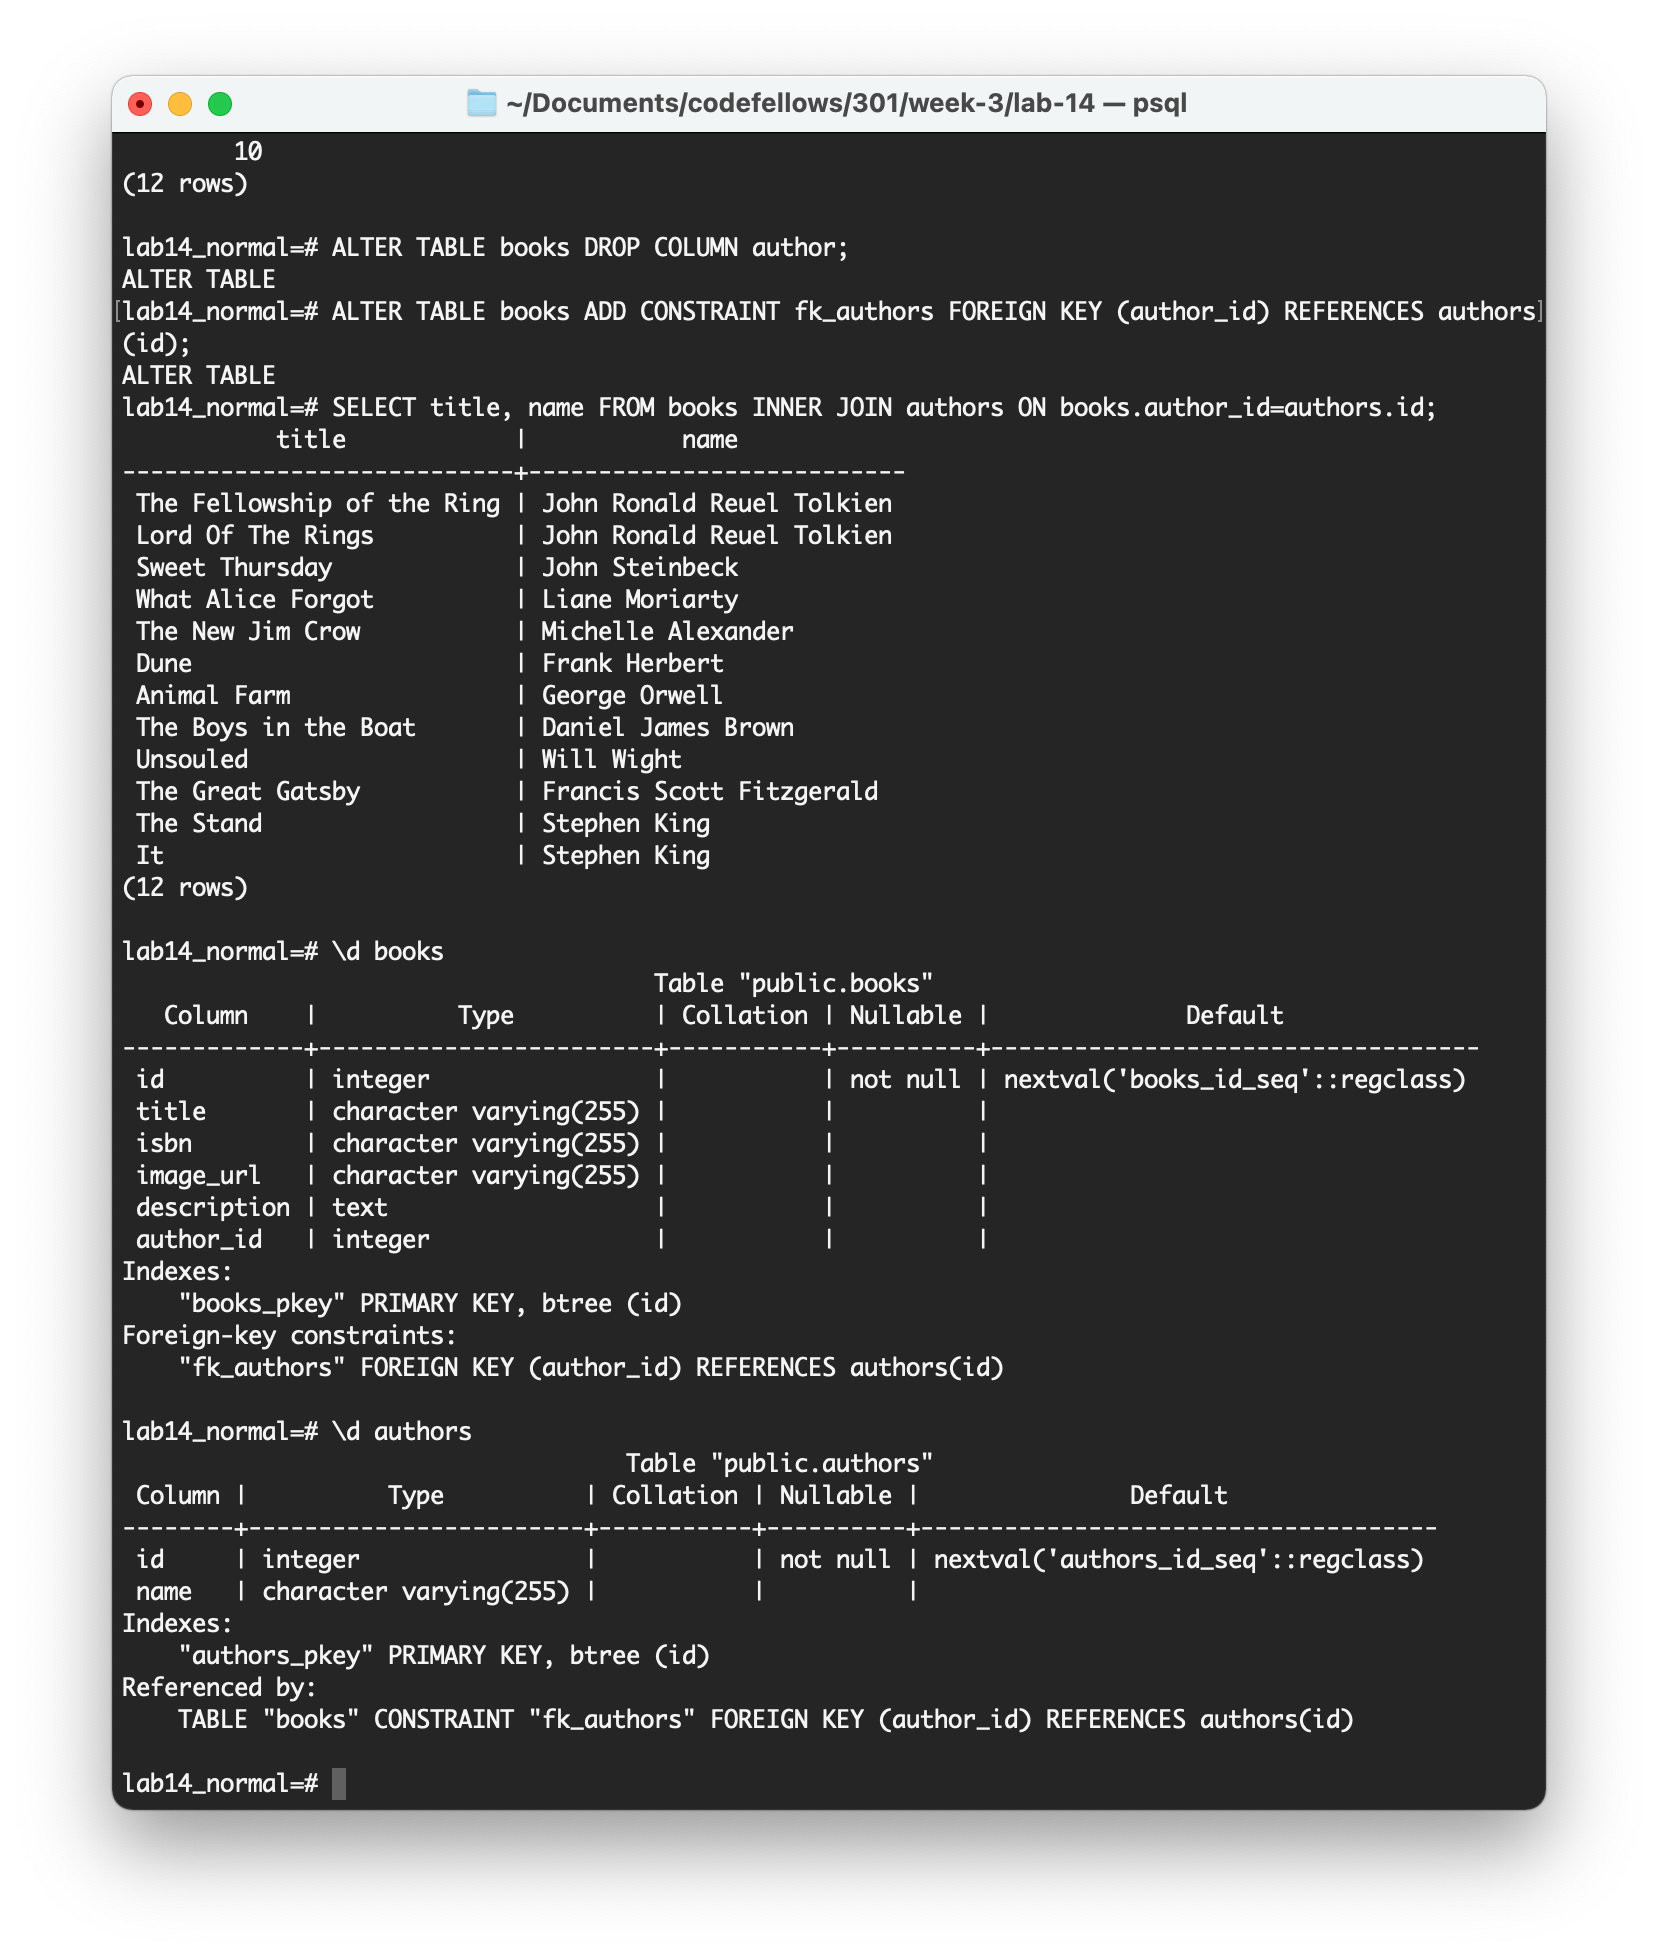 ~/Documents/codefellows/301/week-3/lab-14 — psql
        10
(12 rows)

lab14_normal=# ALTER TABLE books DROP COLUMN author;
ALTER TABLE
[lab14_normal=# ALTER TABLE books ADD CONSTRAINT fk_authors FOREIGN KEY (author_id) REFERENCES authors]
(id);
ALTER TABLE
lab14_normal=# SELECT title, name FROM books INNER JOIN authors ON books.author_id=authors.id;
           title            |           name
----------------------------+---------------------------
 The Fellowship of the Ring | John Ronald Reuel Tolkien
 Lord Of The Rings          | John Ronald Reuel Tolkien
 Sweet Thursday             | John Steinbeck
 What Alice Forgot          | Liane Moriarty
 The New Jim Crow           | Michelle Alexander
 Dune                       | Frank Herbert
 Animal Farm                | George Orwell
 The Boys in the Boat       | Daniel James Brown
 Unsouled                   | Will Wight
 The Great Gatsby           | Francis Scott Fitzgerald
 The Stand                  | Stephen King
 It                         | Stephen King
(12 rows)

lab14_normal=# \d books
                                      Table "public.books"
   Column    |          Type          | Collation | Nullable |              Default
-------------+------------------------+-----------+----------+-----------------------------------
 id          | integer                |           | not null | nextval('books_id_seq'::regclass)
 title       | character varying(255) |           |          |
 isbn        | character varying(255) |           |          |
 image_url   | character varying(255) |           |          |
 description | text                   |           |          |
 author_id   | integer                |           |          |
Indexes:
    "books_pkey" PRIMARY KEY, btree (id)
Foreign-key constraints:
    "fk_authors" FOREIGN KEY (author_id) REFERENCES authors(id)

lab14_normal=# \d authors
                                    Table "public.authors"
 Column |          Type          | Collation | Nullable |               Default
--------+------------------------+-----------+----------+-------------------------------------
 id     | integer                |           | not null | nextval('authors_id_seq'::regclass)
 name   | character varying(255) |           |          |
Indexes:
    "authors_pkey" PRIMARY KEY, btree (id)
Referenced by:
    TABLE "books" CONSTRAINT "fk_authors" FOREIGN KEY (author_id) REFERENCES authors(id)

lab14_normal=#